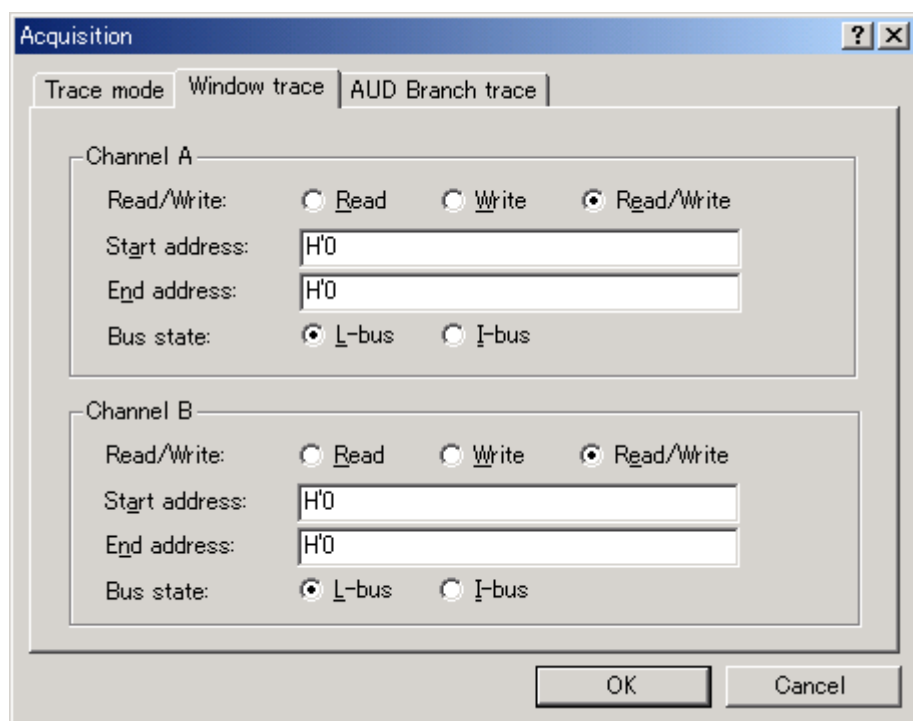 Acquisition
Trace mode Window trace AUD Branch trace
Channel A
Read/Write: Read Write Read/Write
Start address: H'0
End address: H'0
Bus state: L-bus I-bus
Channel B
Read/Write: Read Write Read/Write
Start address: H'0
End address: H'0
Bus state: L-bus I-bus
OK Cancel